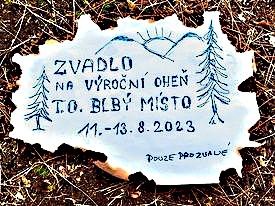 ZVADLO
NA VÝROČNÍ OHEŇ
T.O. BLBÝ MÍSTO
11.-13.8.2023
POUZE PRO ZVANÉ